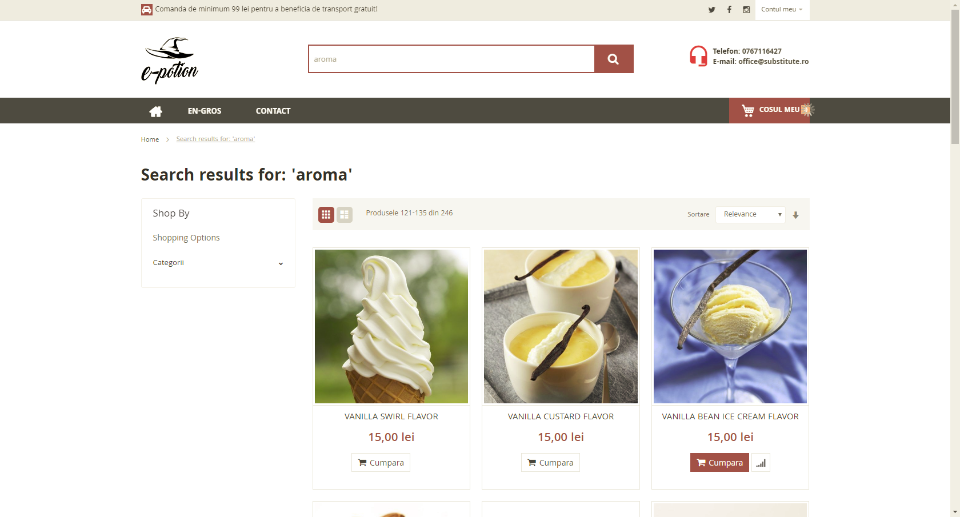 Comanda de minimum 99 lei pentru a beneficia de transport gratuit!
Contul meu
e-potion
aroma
Telefon: 0767116427
E-mail: office@substitute.ro
EN-GROS
CONTACT
COSUL MEU
Home
Search results for: 'aroma'
Search results for: 'aroma'
Shop By
Shopping Options
Categorii
Produsele 121-135 din 246
Sortare
Relevance
VANILLA SWIRL FLAVOR
VANILLA CUSTARD FLAVOR
VANILLA BEAN ICE CREAM FLAVOR
15,00 lei
15,00 lei
15,00 lei
Cumpara
Cumpara
Cumpara